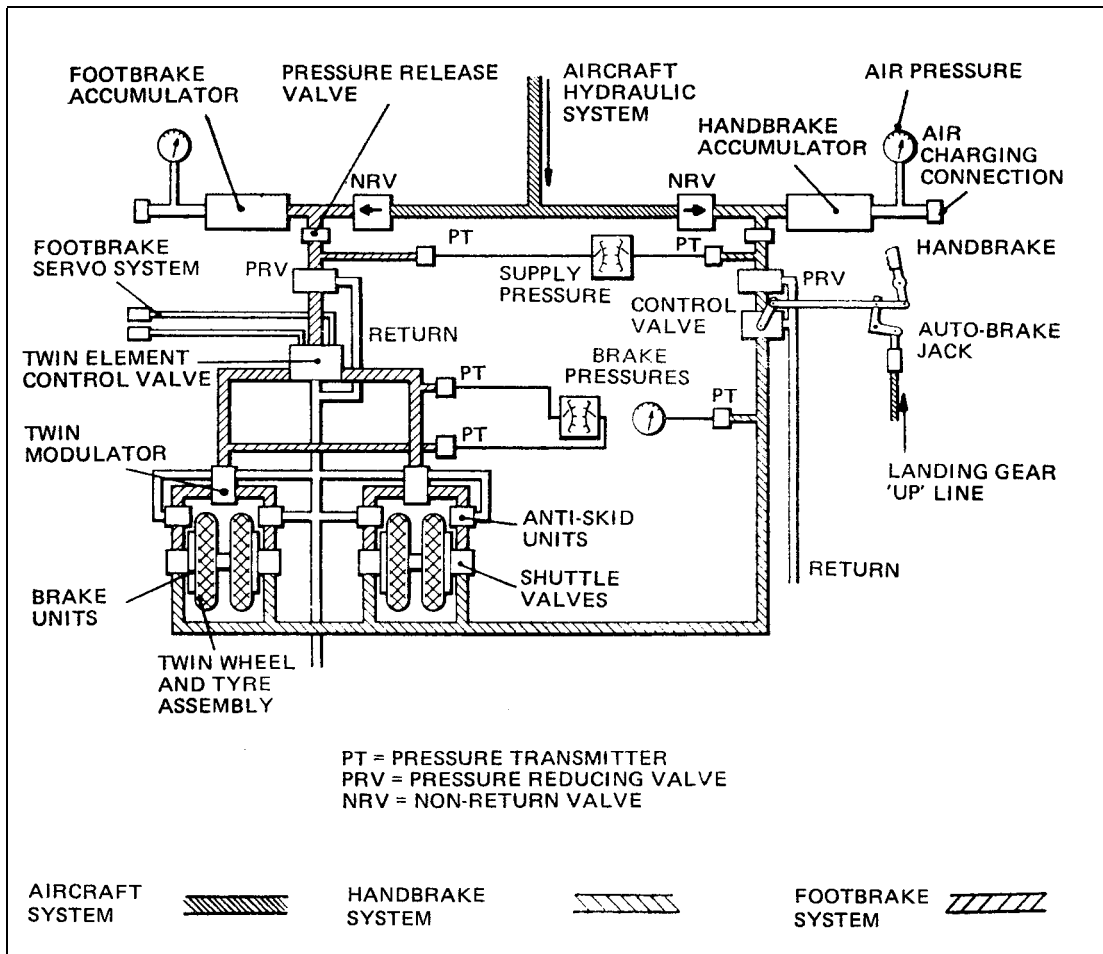 FOOTBRAKE
ACCUMULATOR
PRESSURE RELEASE
VALVE
AIRCRAFT
HYDRAULIC
SYSTEM
AIR PRESSURE
HANDBRAKE
ACCUMULATOR
AIR
CHARGING
CONNECTION
NRV
NRV
FOOTBRAKE
SERVO SYSTEM
PT
PT
HANDBRAKE
PRV
SUPPLY
PRESSURE
PRV
CONTROL
VALVE
RETURN
AUTO-BRAKE
JACK
TWIN ELEMENT
CONTROL VALVE
BRAKE
PRESSURES
PT
PT
TWIN
MODULATOR
PT
LANDING GEAR
'UP' LINE
ANTI-SKID
UNITS
RETURN
SHUTTLE
VALVES
BRAKE
UNITS
TWIN WHEEL
AND TYRE
ASSEMBLY
PT = PRESSURE TRANSMITTER
PRV = PRESSURE REDUCING VALVE
NRV = NON-RETURN VALVE
AIRCRAFT
SYSTEM
HANDBRAKE
SYSTEM
FOOTBRAKE
SYSTEM